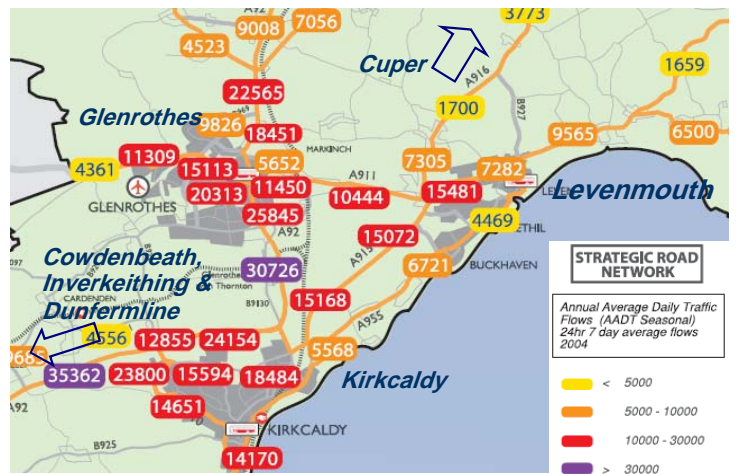 A92
3773
9008
7056
4523
Cuper
A916
1659
22565
1700
B927
Glenrothes
9826
18451
9565
6500
MARKINCH
11309
5652
7305
7282
4361
15113
A911
20313
11450
10444
15481
LEVEN
Levenmouth
GLENROTHES
25845
4469
A92
15072
Cowdenbeath,
Inverkeithing &
Dunfermline
30726
A915
6721
BUCKHAVEN
Thornton
CARDENDEN
B9130
15168
A955
4556
12855
24154
5568
35362
23800
15594
18484
Kirkcaldy
A92
14651
B925
KIRKCALDY
14170
STRATEGIC ROAD
NETWORK
Annual Average Daily Traffic
Flows (AADT Seasonal)
24hr 7 day average flows
2004
< 5000
5000 - 10000
10000 - 30000
> 30000